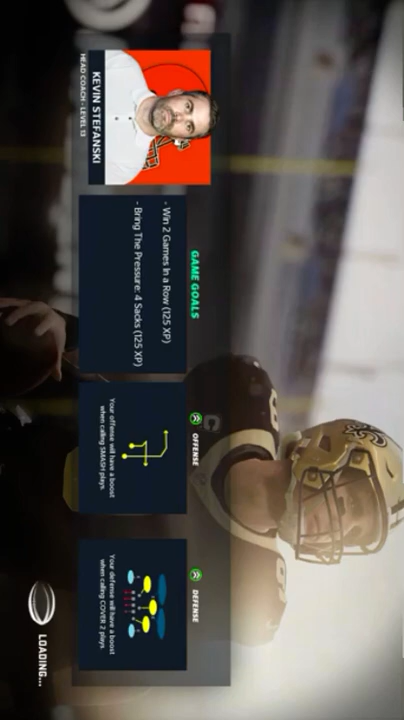 KEVIN STEFANSKI
HEAD COACH - LEVEL 13
GAME GOALS
- Win 2 Games In a Row (125 XP)
- Bring The Pressure: 4 Sacks (125 XP)
OFFENSE
Your offense will have a boost
when calling SMASH plays.
DEFENSE
Your defense will have a boost
when calling COVER 2 plays.
LOADING...